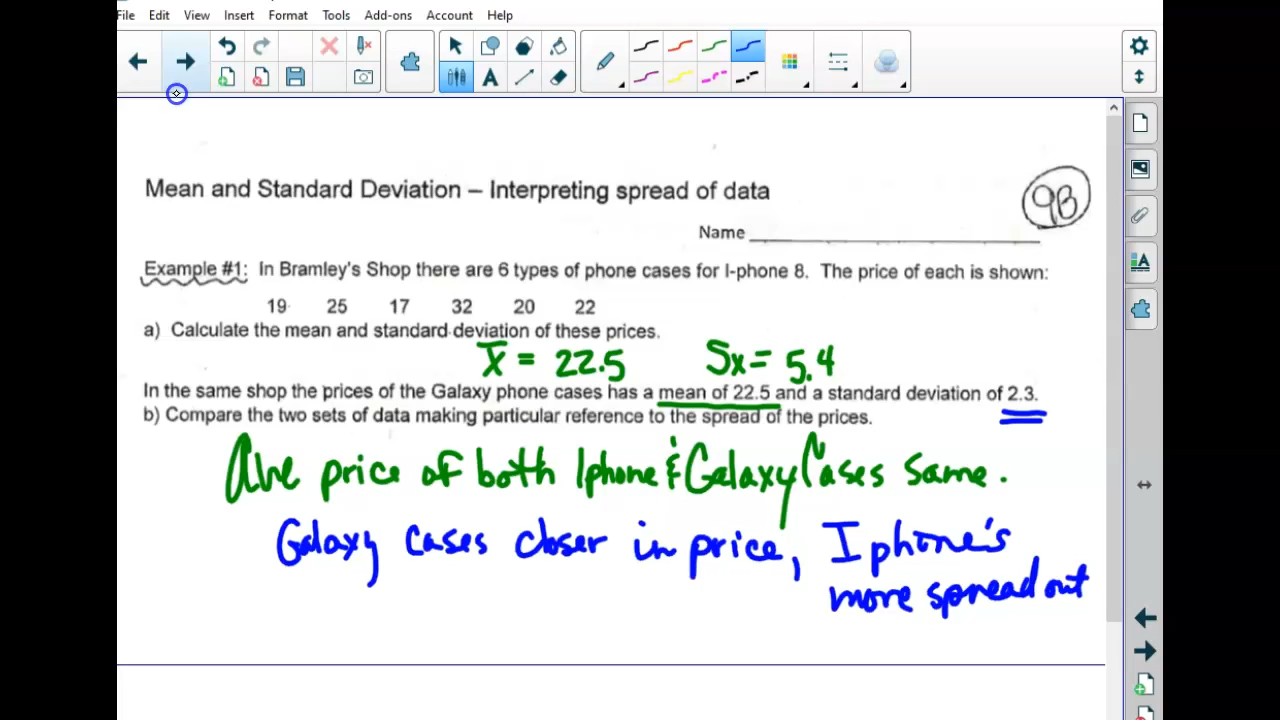 File Edit View Insert Format Tools Add-ons Account Help
Mean and Standard Deviation – Interpreting spread of data
9B
Name
Example #1: In Bramley's Shop there are 6 types of phone cases for I-phone 8. The price of each is shown:
19 25 17 32 20 22
a) Calculate the mean and standard deviation of these prices.
x̄ = 22.5 Sx = 5.4
In the same shop the prices of the Galaxy phone cases has a mean of 22.5 and a standard deviation of 2.3.
b) Compare the two sets of data making particular reference to the spread of the prices.
Ave price of both Iphone & Galaxy Cases same.
Galaxy cases closer in price, Iphone's
more spread out